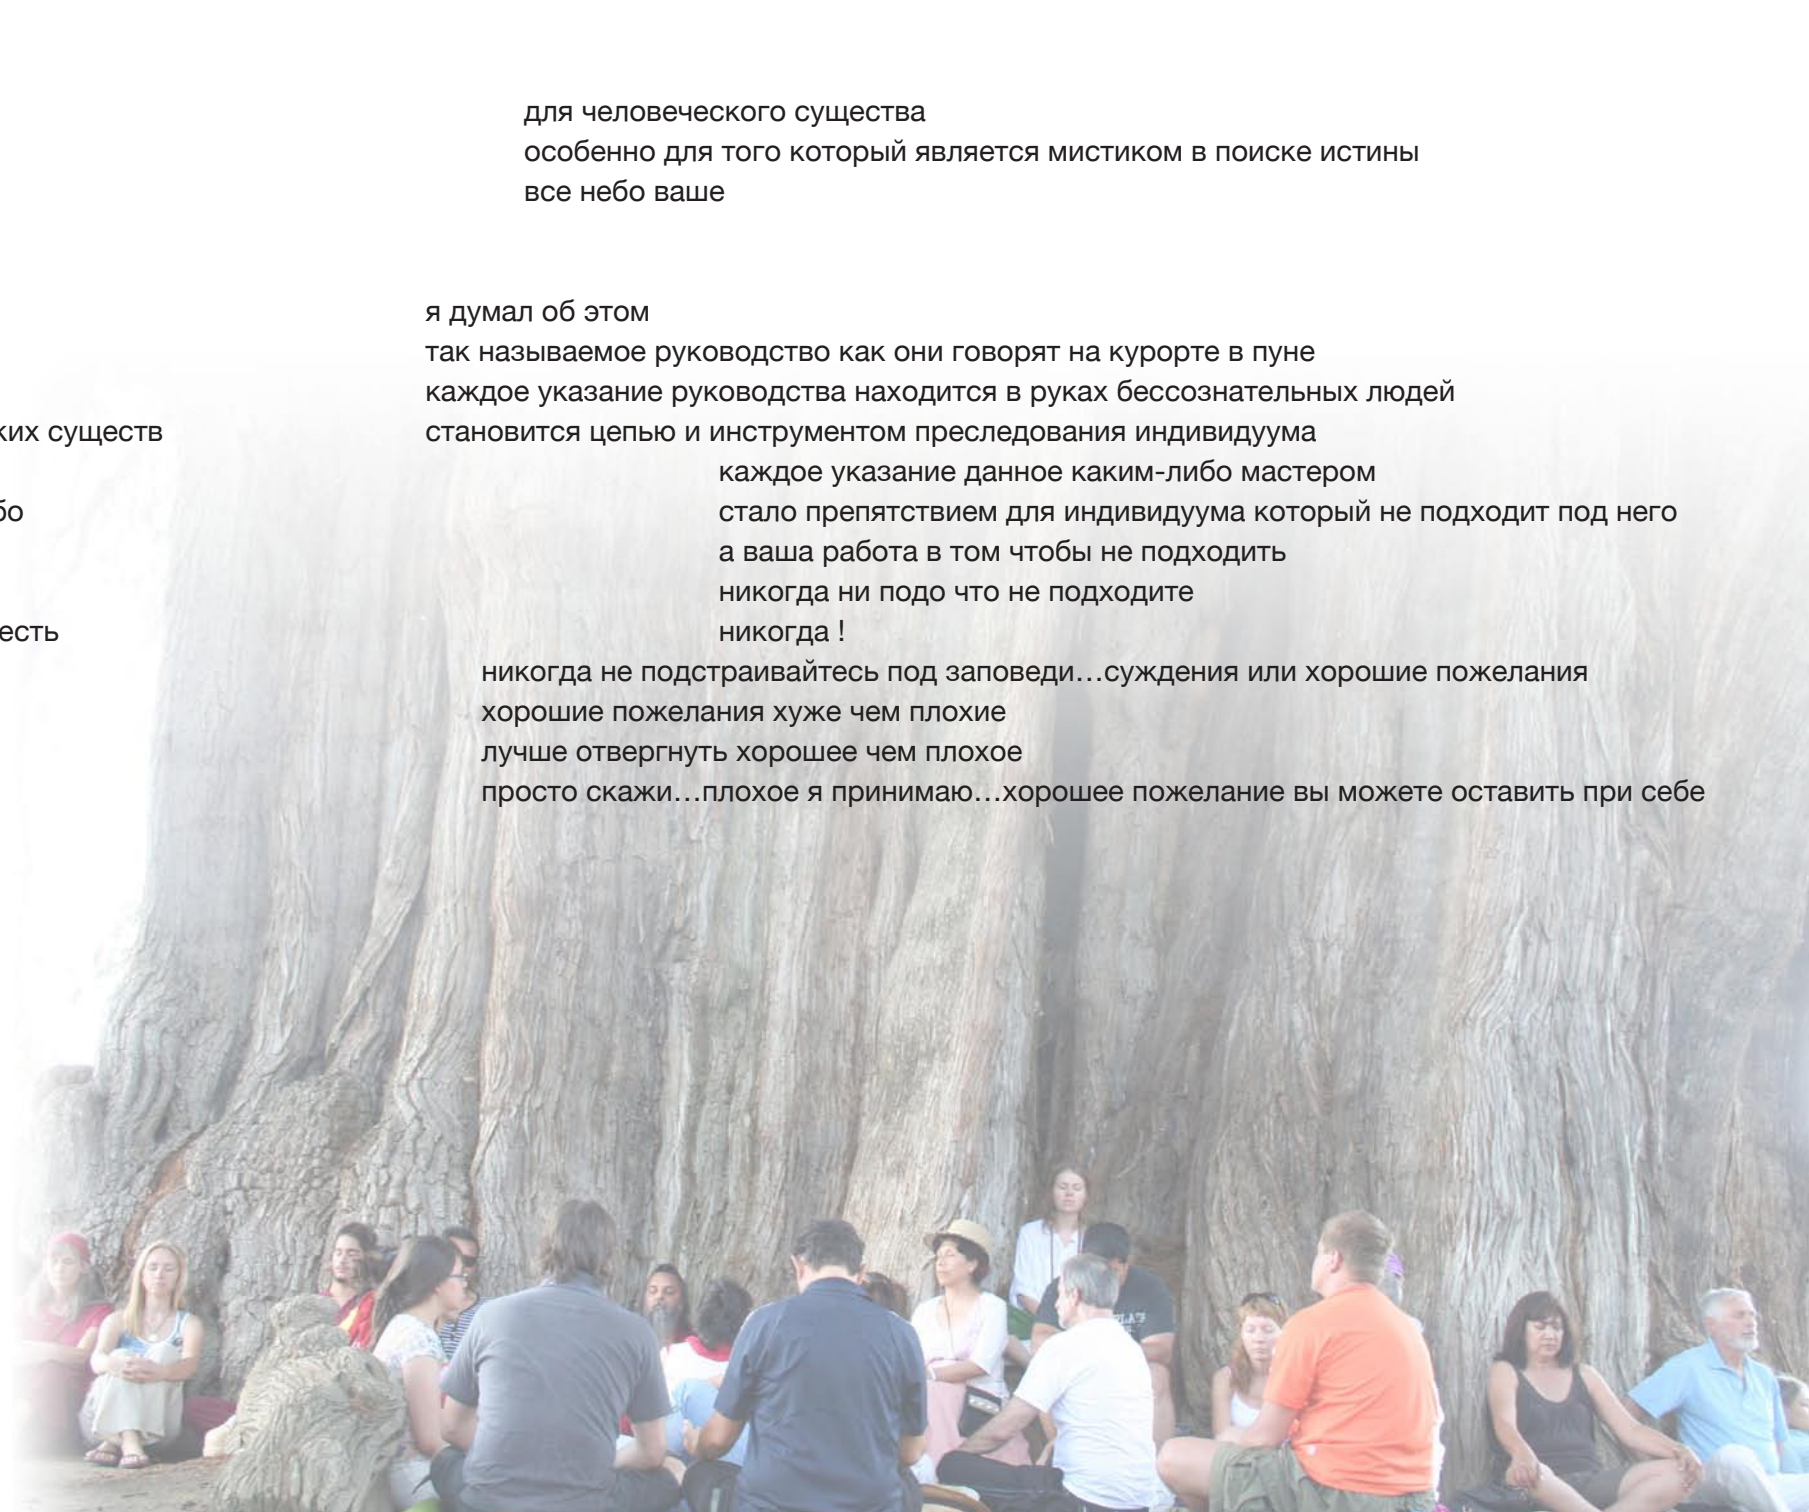 для человеческого существа
особенно для того который является мистиком в поиске истины
все небо ваше
я думал об этом
так называемое руководство как они говорят на курорте в пуне
каждое указание руководства находится в руках бессознательных людей
становится цепью и инструментом преследования индивидуума
каждое указание данное каким-либо мастером
стало препятствием для индивидуума который не подходит под него
а ваша работа в том чтобы не подходить
никогда ни подо что не подходите
никогда !
никогда не подстраивайтесь под заповеди…суждения или хорошие пожелания
хорошие пожелания хуже чем плохие
лучше отвергнуть хорошее чем плохое
просто скажи…плохое я принимаю…хорошее пожелание вы можете оставить при себе
существ
есть